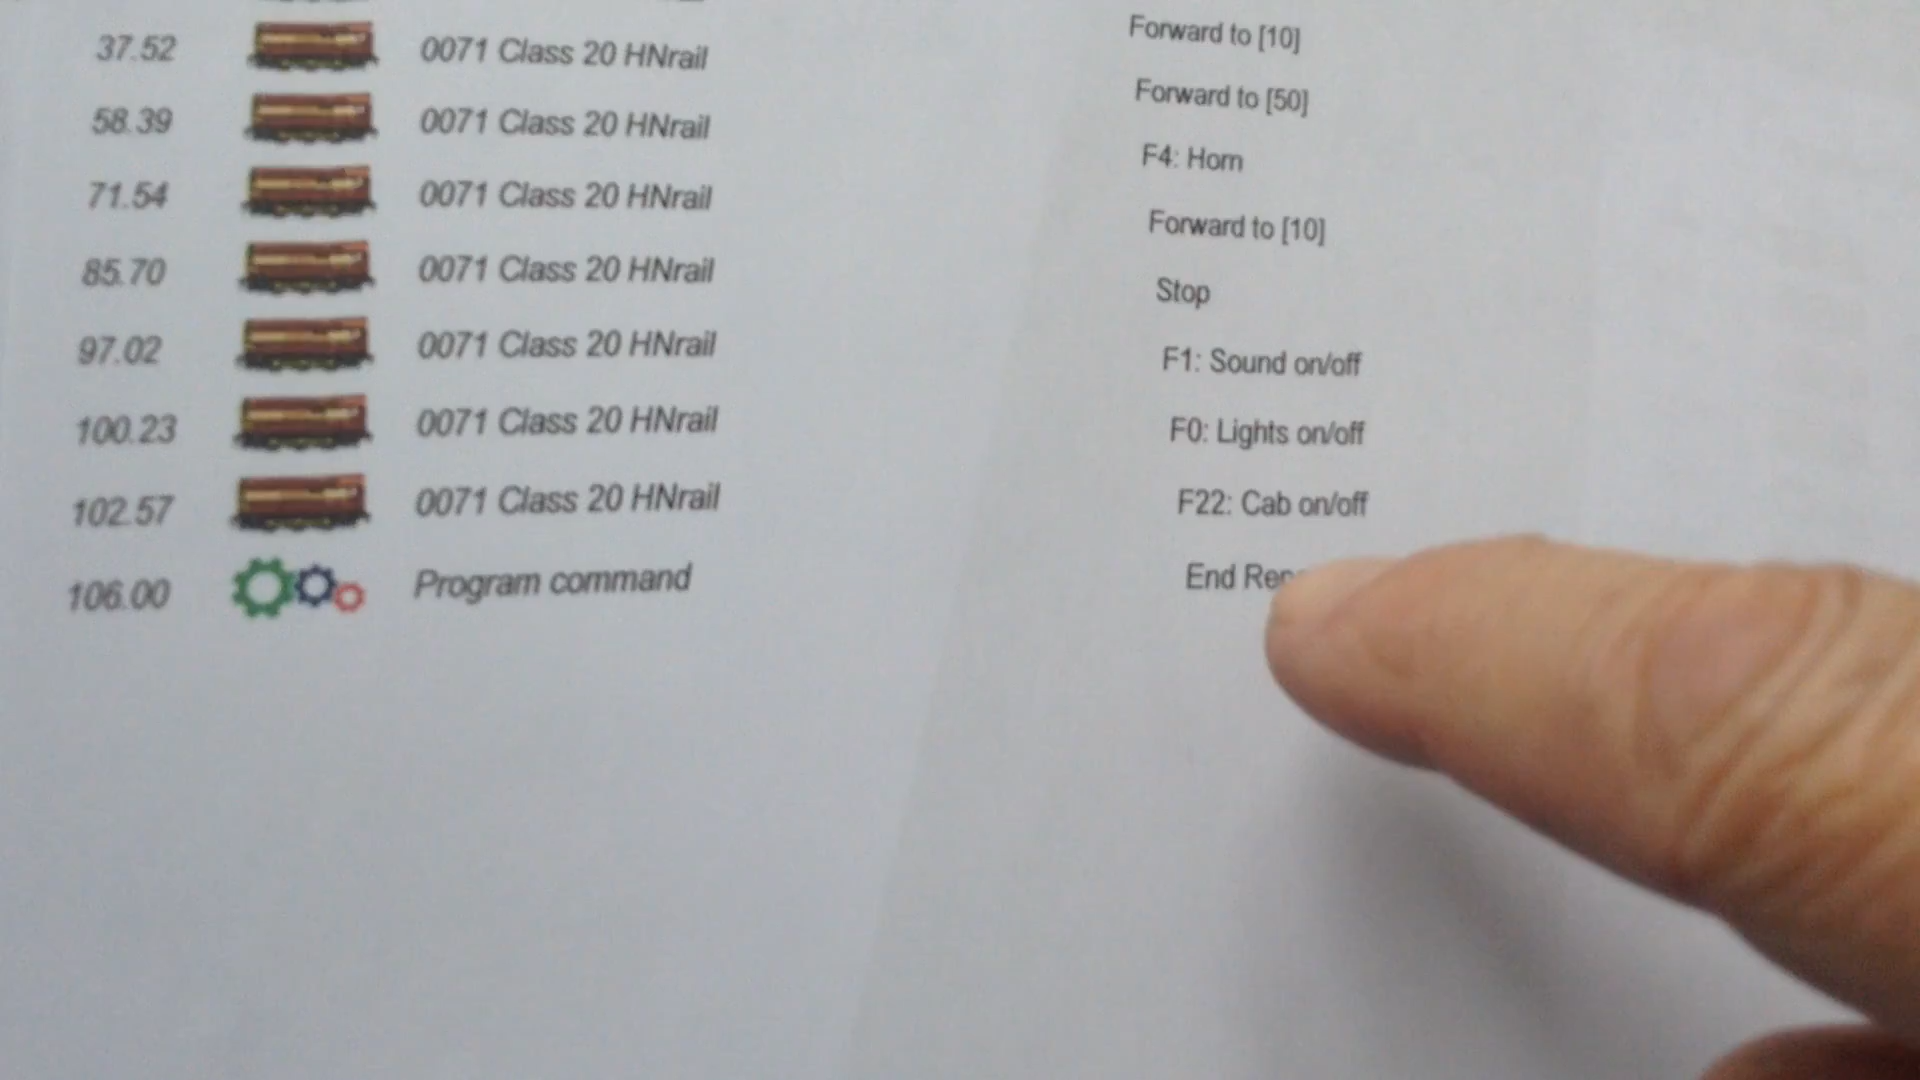 Forward to [10]
37.52 0071 Class 20 HNrail Forward to [50]
58.39 0071 Class 20 HNrail F4: Horn
71.54 0071 Class 20 HNrail Forward to [10]
85.70 0071 Class 20 HNrail Stop
97.02 0071 Class 20 HNrail F1: Sound on/off
100.23 0071 Class 20 HNrail F0: Lights on/off
102.57 0071 Class 20 HNrail F22: Cab on/off
106.00 Program command End